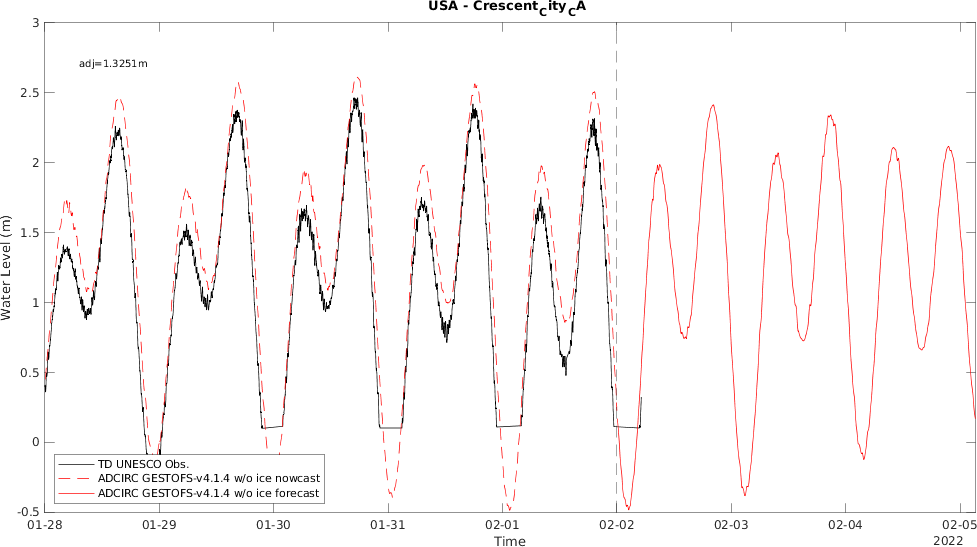 USA - Crescent_City_CA
adj=1.3251m
3
2.5
2
1.5
1
0.5
0
-0.5
Water Level (m)
TD UNESCO Obs.
ADCIRC GESTOFS-v4.1.4 w/o ice nowcast
ADCIRC GESTOFS-v4.1.4 w/o ice forecast
01-28 01-29 01-30 01-31 02-01 02-02 02-03 02-04 02-05
Time
2022